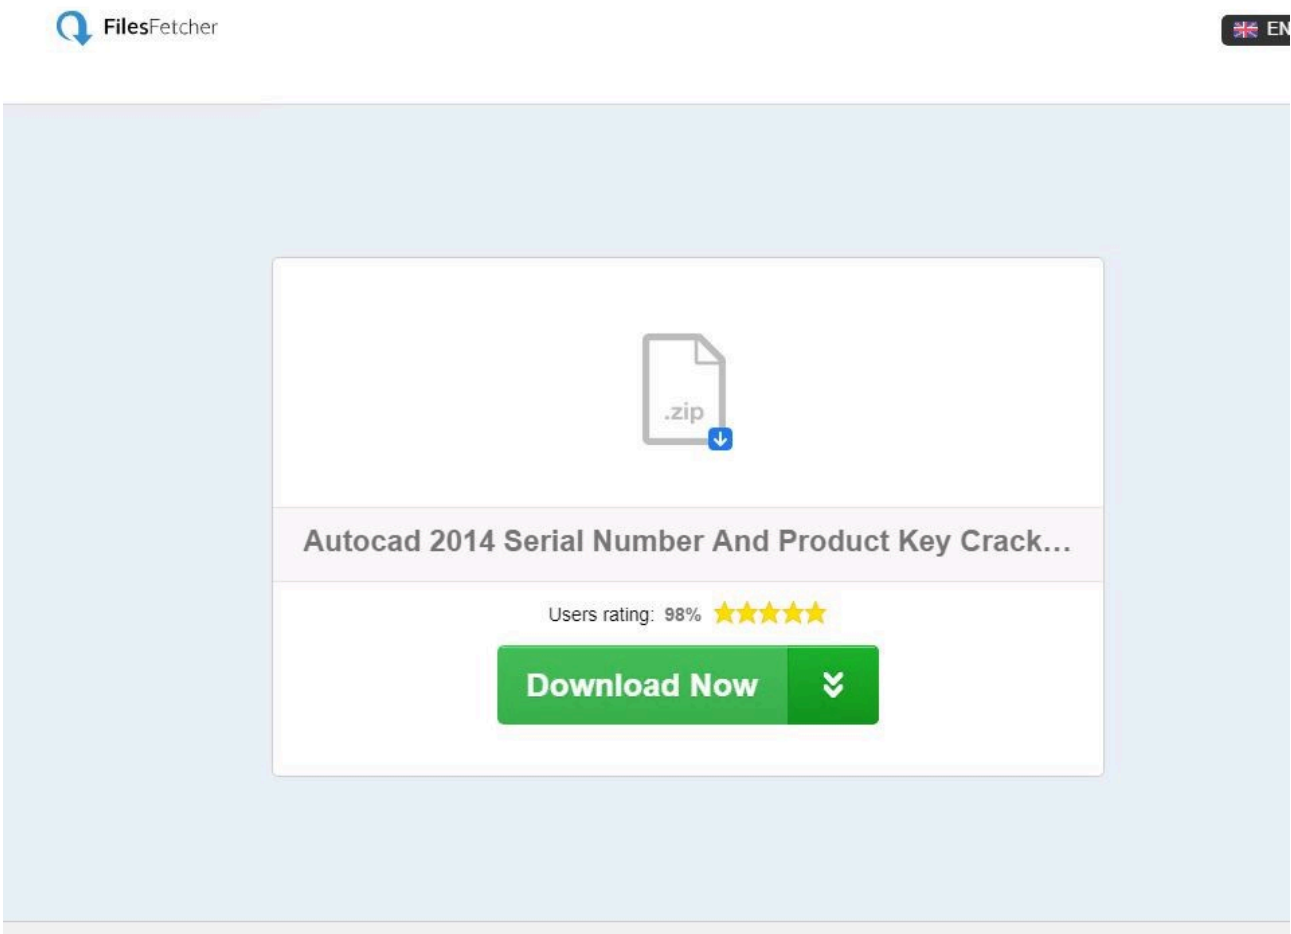 FilesFetcher
EN
.zip
Autocad 2014 Serial Number And Product Key Crack...
Users rating: 98%
Download Now